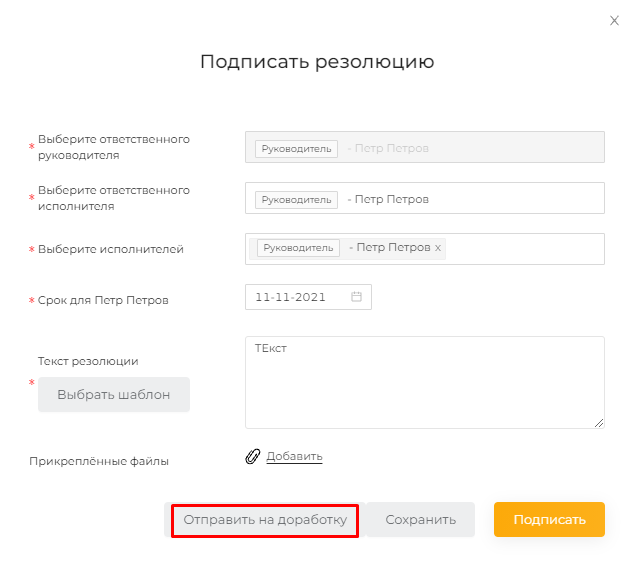 Подписать резолюцию
* Выберите ответственного
руководителя
Руководитель - Петр Петров
* Выберите ответственного
исполнителя
Руководитель - Петр Петров
* Выберите исполнителей
Руководитель - Петр Петров x
* Срок для Петр Петров
11-11-2021
Текст резолюции
* Выбрать шаблон
ТЕкст
Прикреплённые файлы
Добавить
Отправить на доработку
Сохранить
Подписать